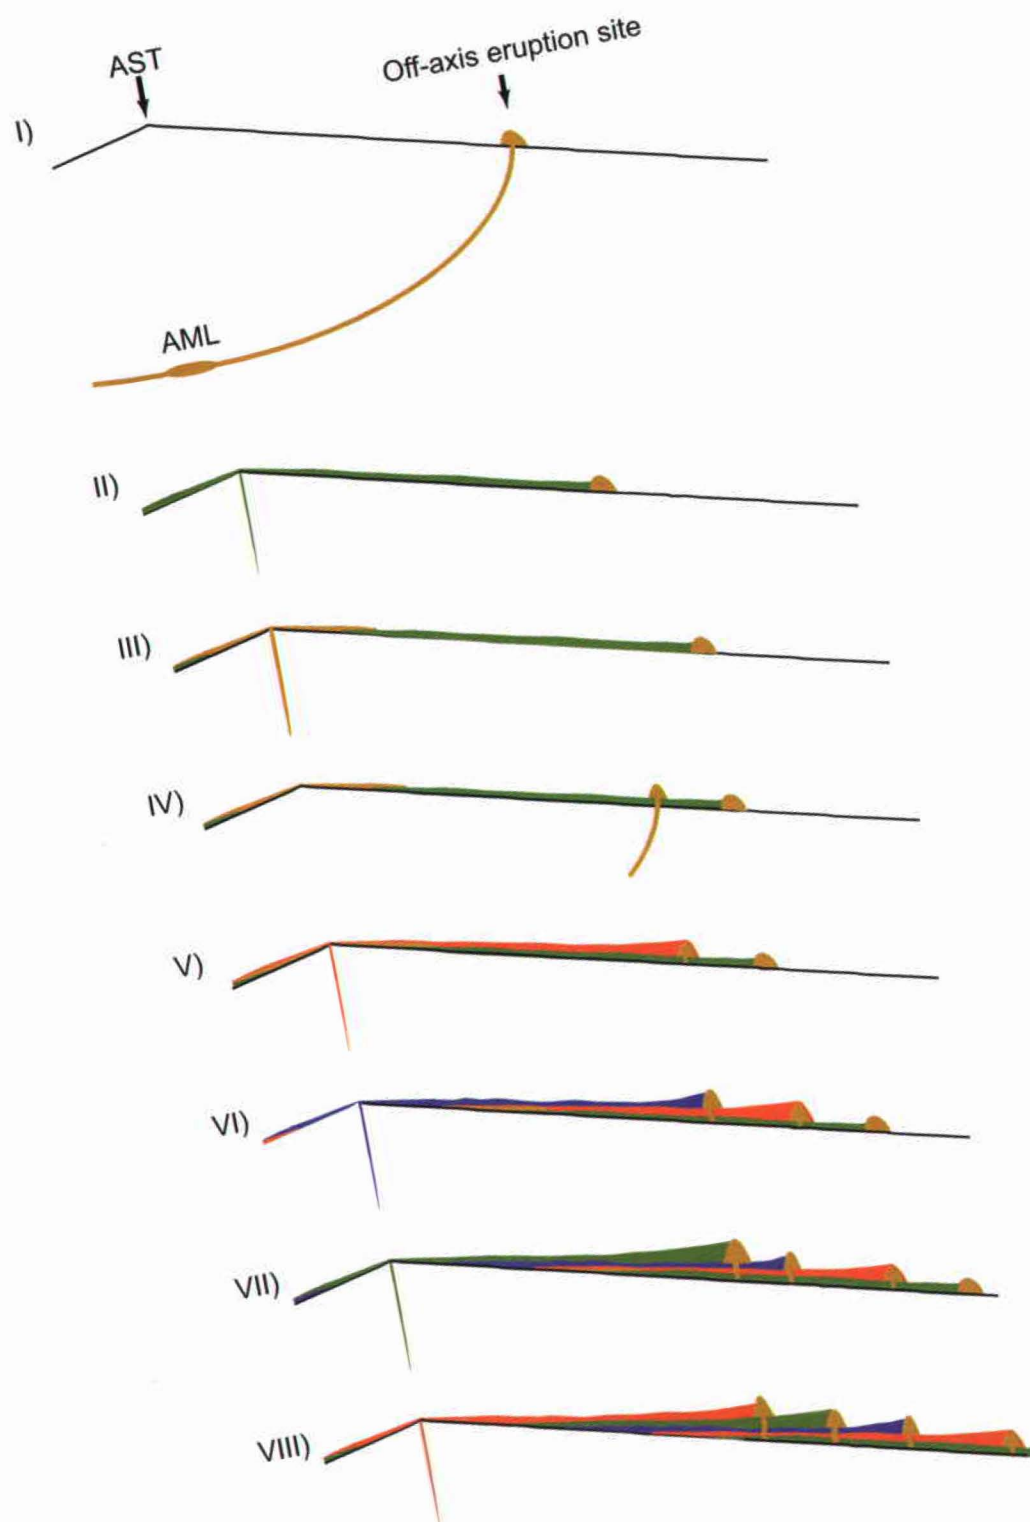 AST
Off-axis eruption site
I)
AML
II)
III)
IV)
V)
VI)
VII)
VIII)